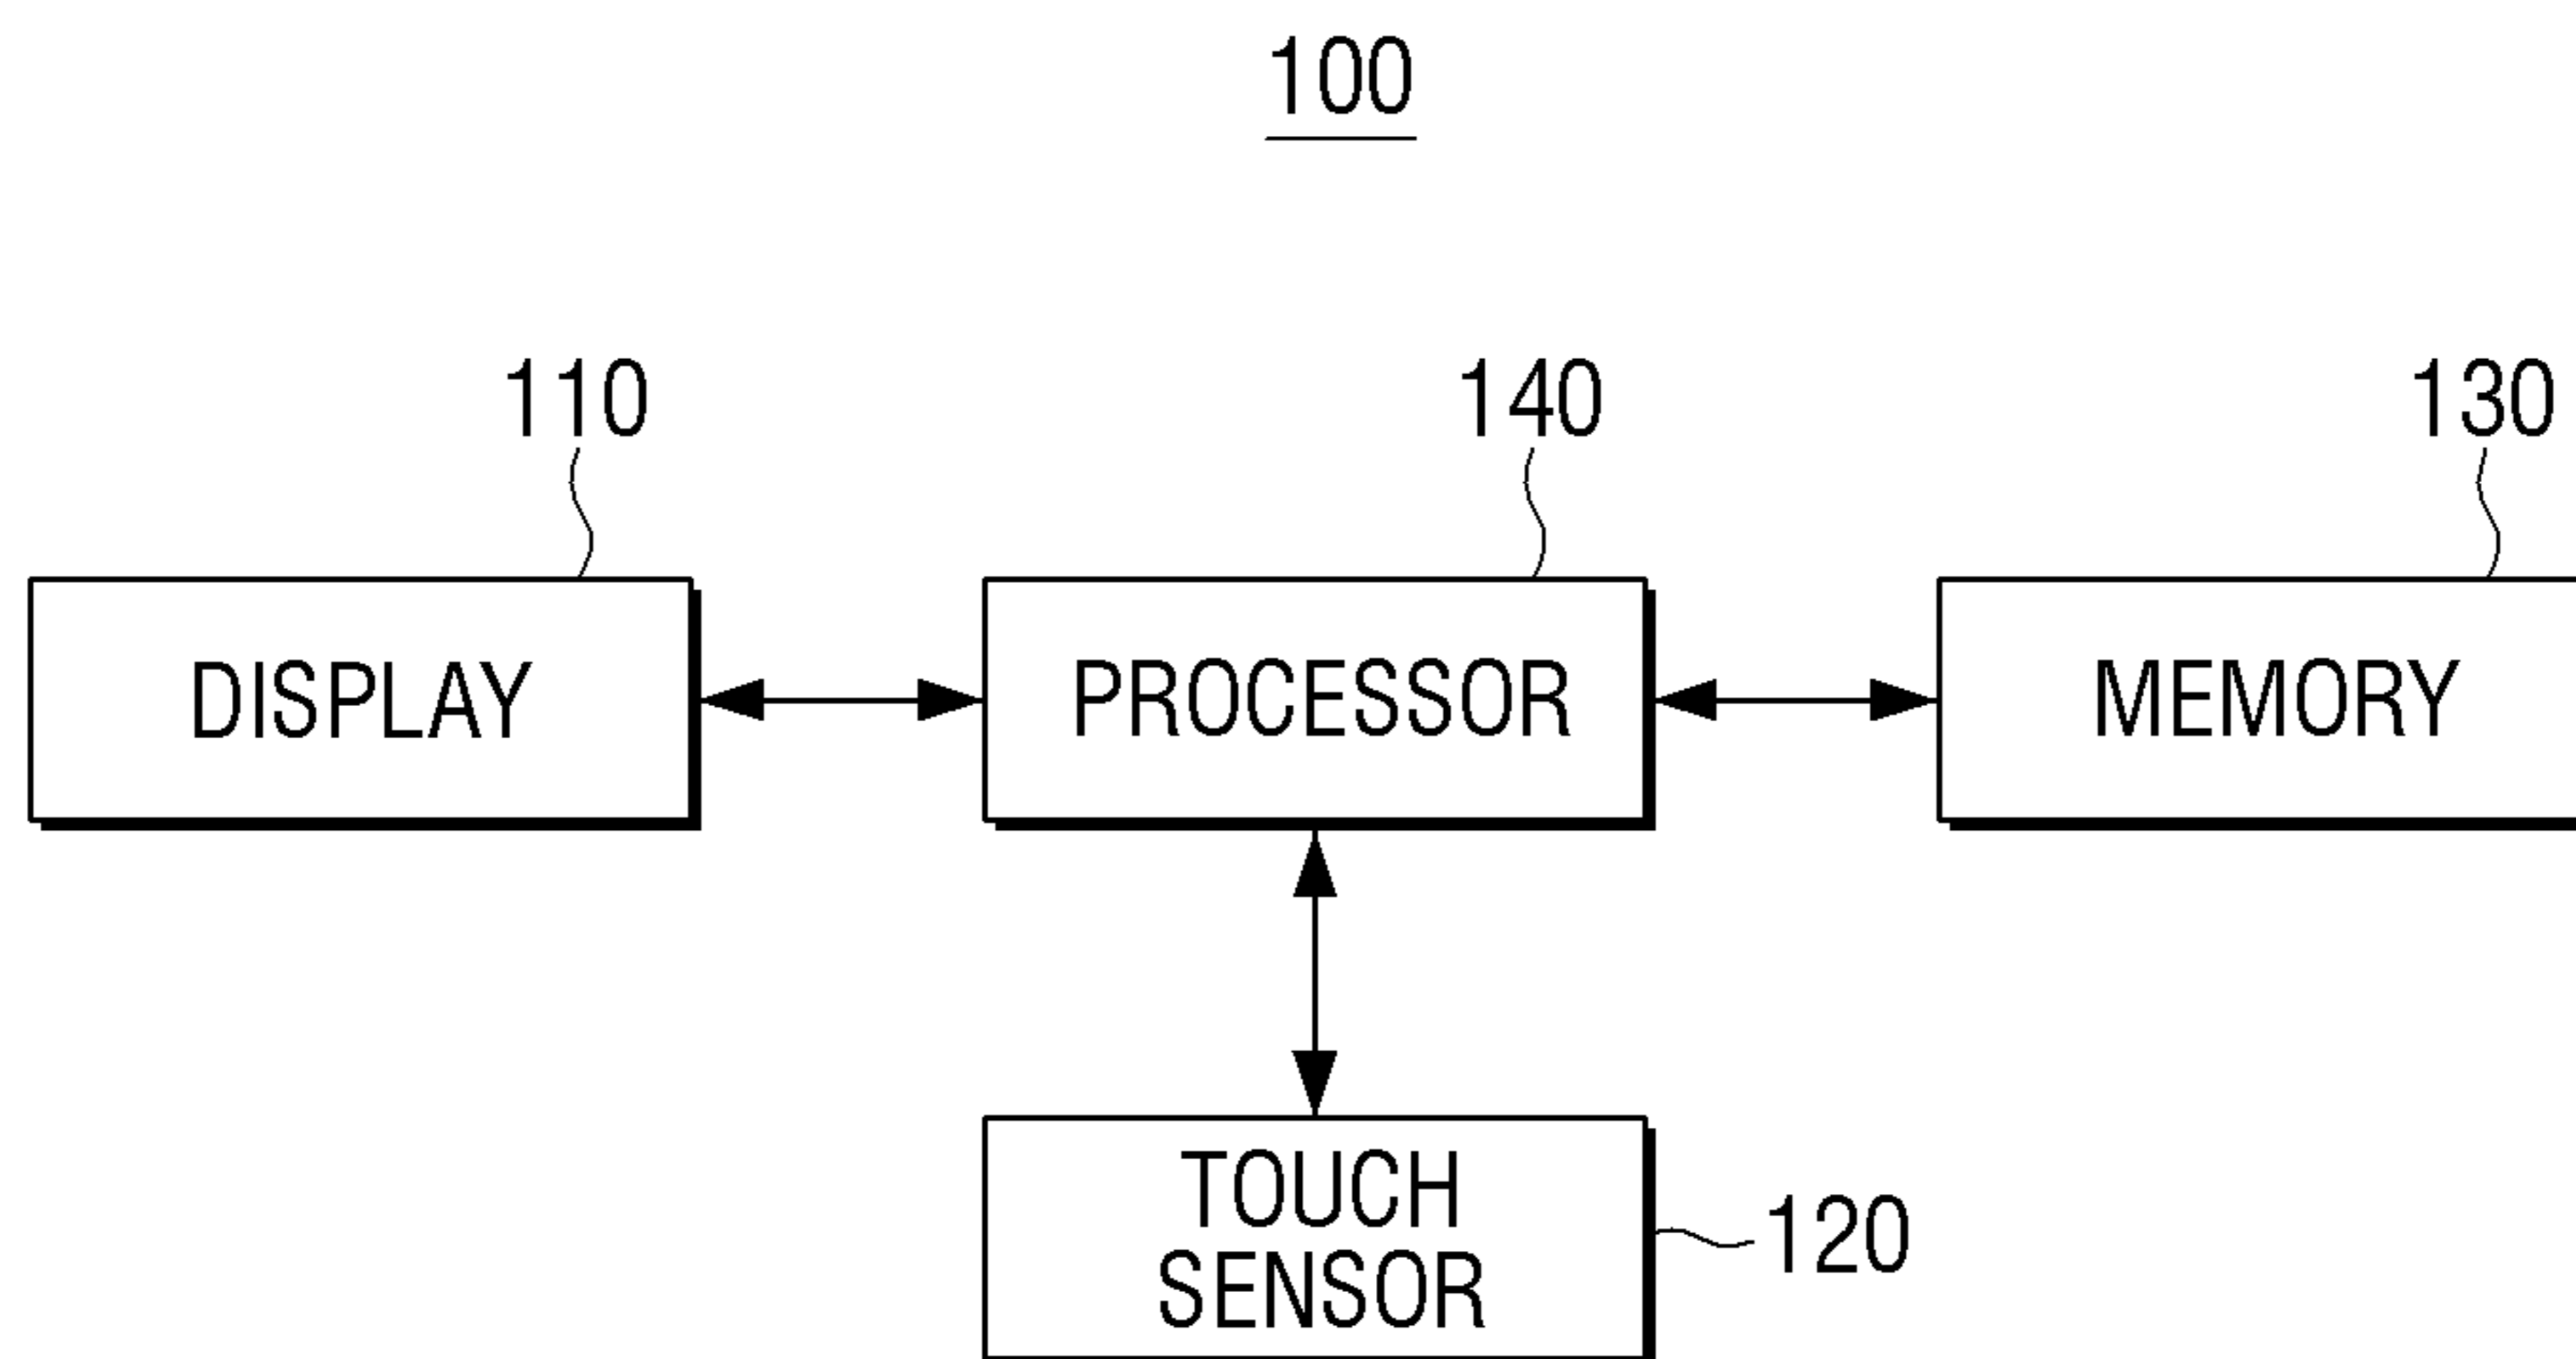 100
110
140
130
DISPLAY
PROCESSOR
MEMORY
TOUCH
SENSOR
120